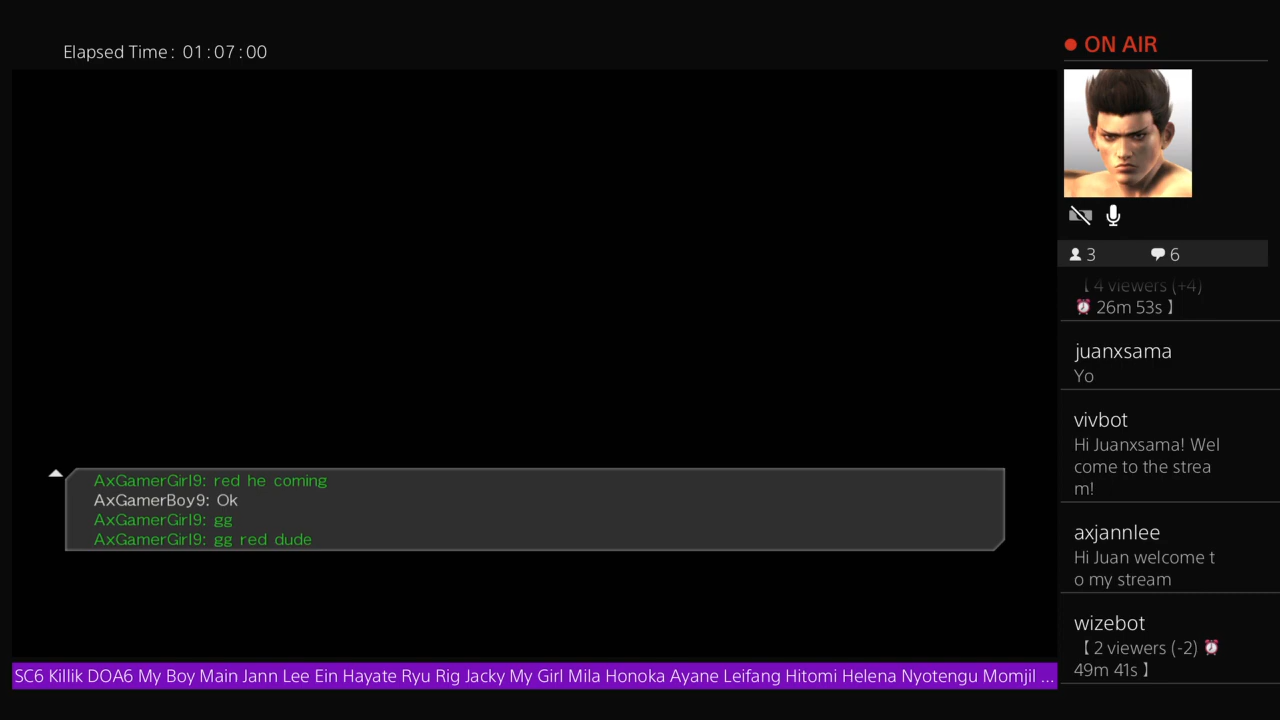 Elapsed Time: 01:07:00
ON AIR
3 6
【 4 viewers (+4)
⏰ 26m 53s 】
juanxsama
Yo
vivbot
Hi Juanxsama! Wel
come to the strea
m!
axjannlee
Hi Juan welcome t
o my stream
wizebot
【 2 viewers (-2) ⏰
49m 41s 】
AxGamerGirl9: red he coming
AxGamerBoy9: Ok
AxGamerGirl9: gg
AxGamerGirl9: gg red dude
SC6 Killik DOA6 My Boy Main Jann Lee Ein Hayate Ryu Rig Jacky My Girl Mila Honoka Ayane Leifang Hitomi Helena Nyotengu Momjil ...